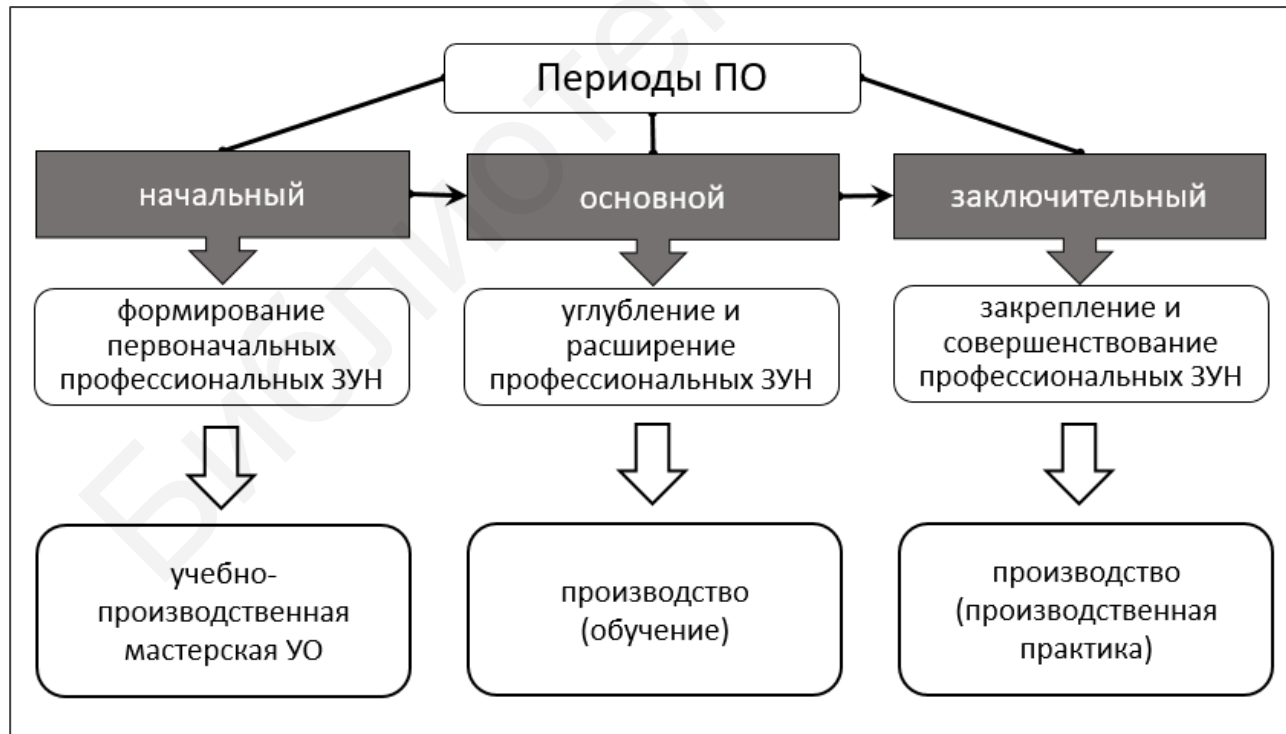 Периоды ПО
начальный
основной
заключительный
формирование
первоначальных
профессиональных ЗУН
углубление и
расширение
профессиональных ЗУН
закрепление и
совершенствование
профессиональных ЗУН
учебно-
производственная
мастерская УО
производство
(обучение)
производство
(производственная
практика)